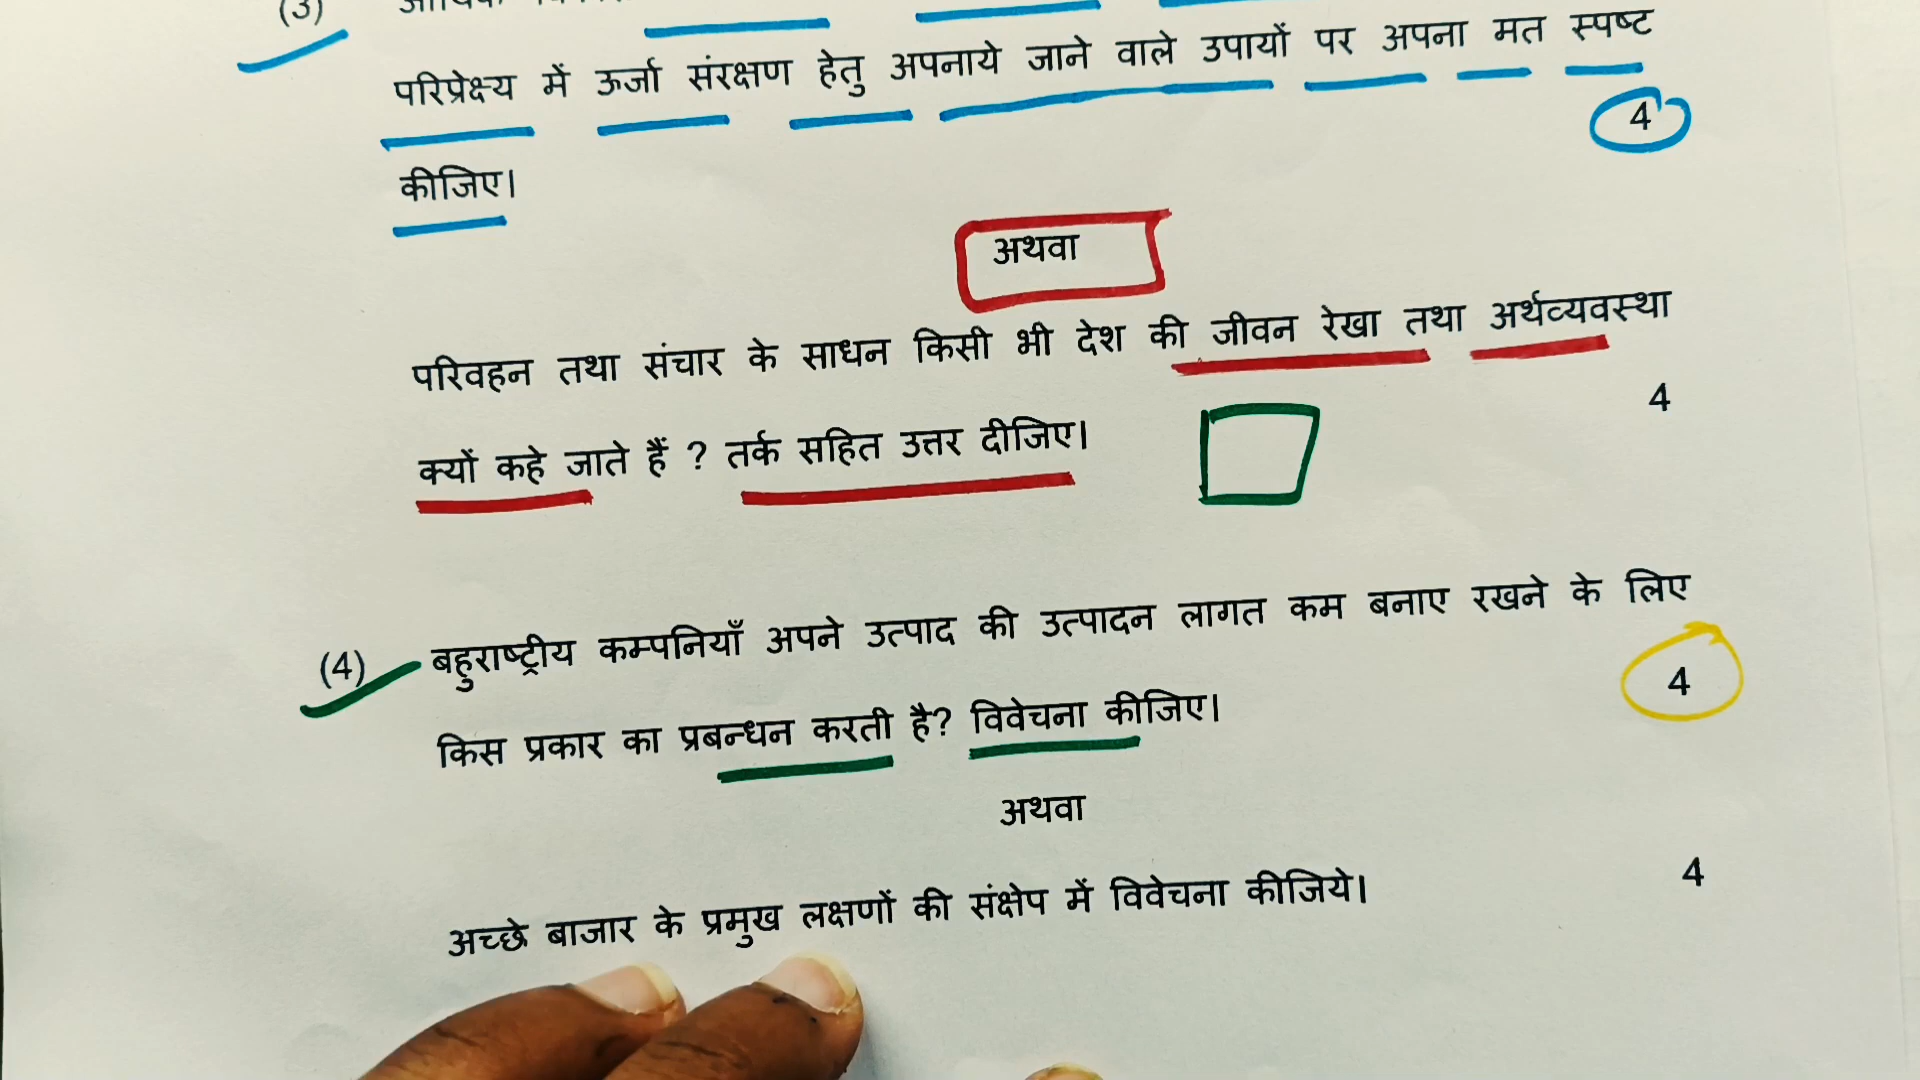 (3)
परिप्रेक्ष्य में ऊर्जा संरक्षण हेतु अपनाये जाने वाले उपायों पर अपना मत स्पष्ट
4
कीजिए।
अथवा
परिवहन तथा संचार के साधन किसी भी देश की जीवन रेखा तथा अर्थव्यवस्था
4
क्यों कहे जाते हैं ? तर्क सहित उत्तर दीजिए।
(4) बहुराष्ट्रीय कम्पनियाँ अपने उत्पाद की उत्पादन लागत कम बनाए रखने के लिए
4
किस प्रकार का प्रबन्धन करती है? विवेचना कीजिए।
अथवा
4
अच्छे बाजार के प्रमुख लक्षणों की संक्षेप में विवेचना कीजिये।